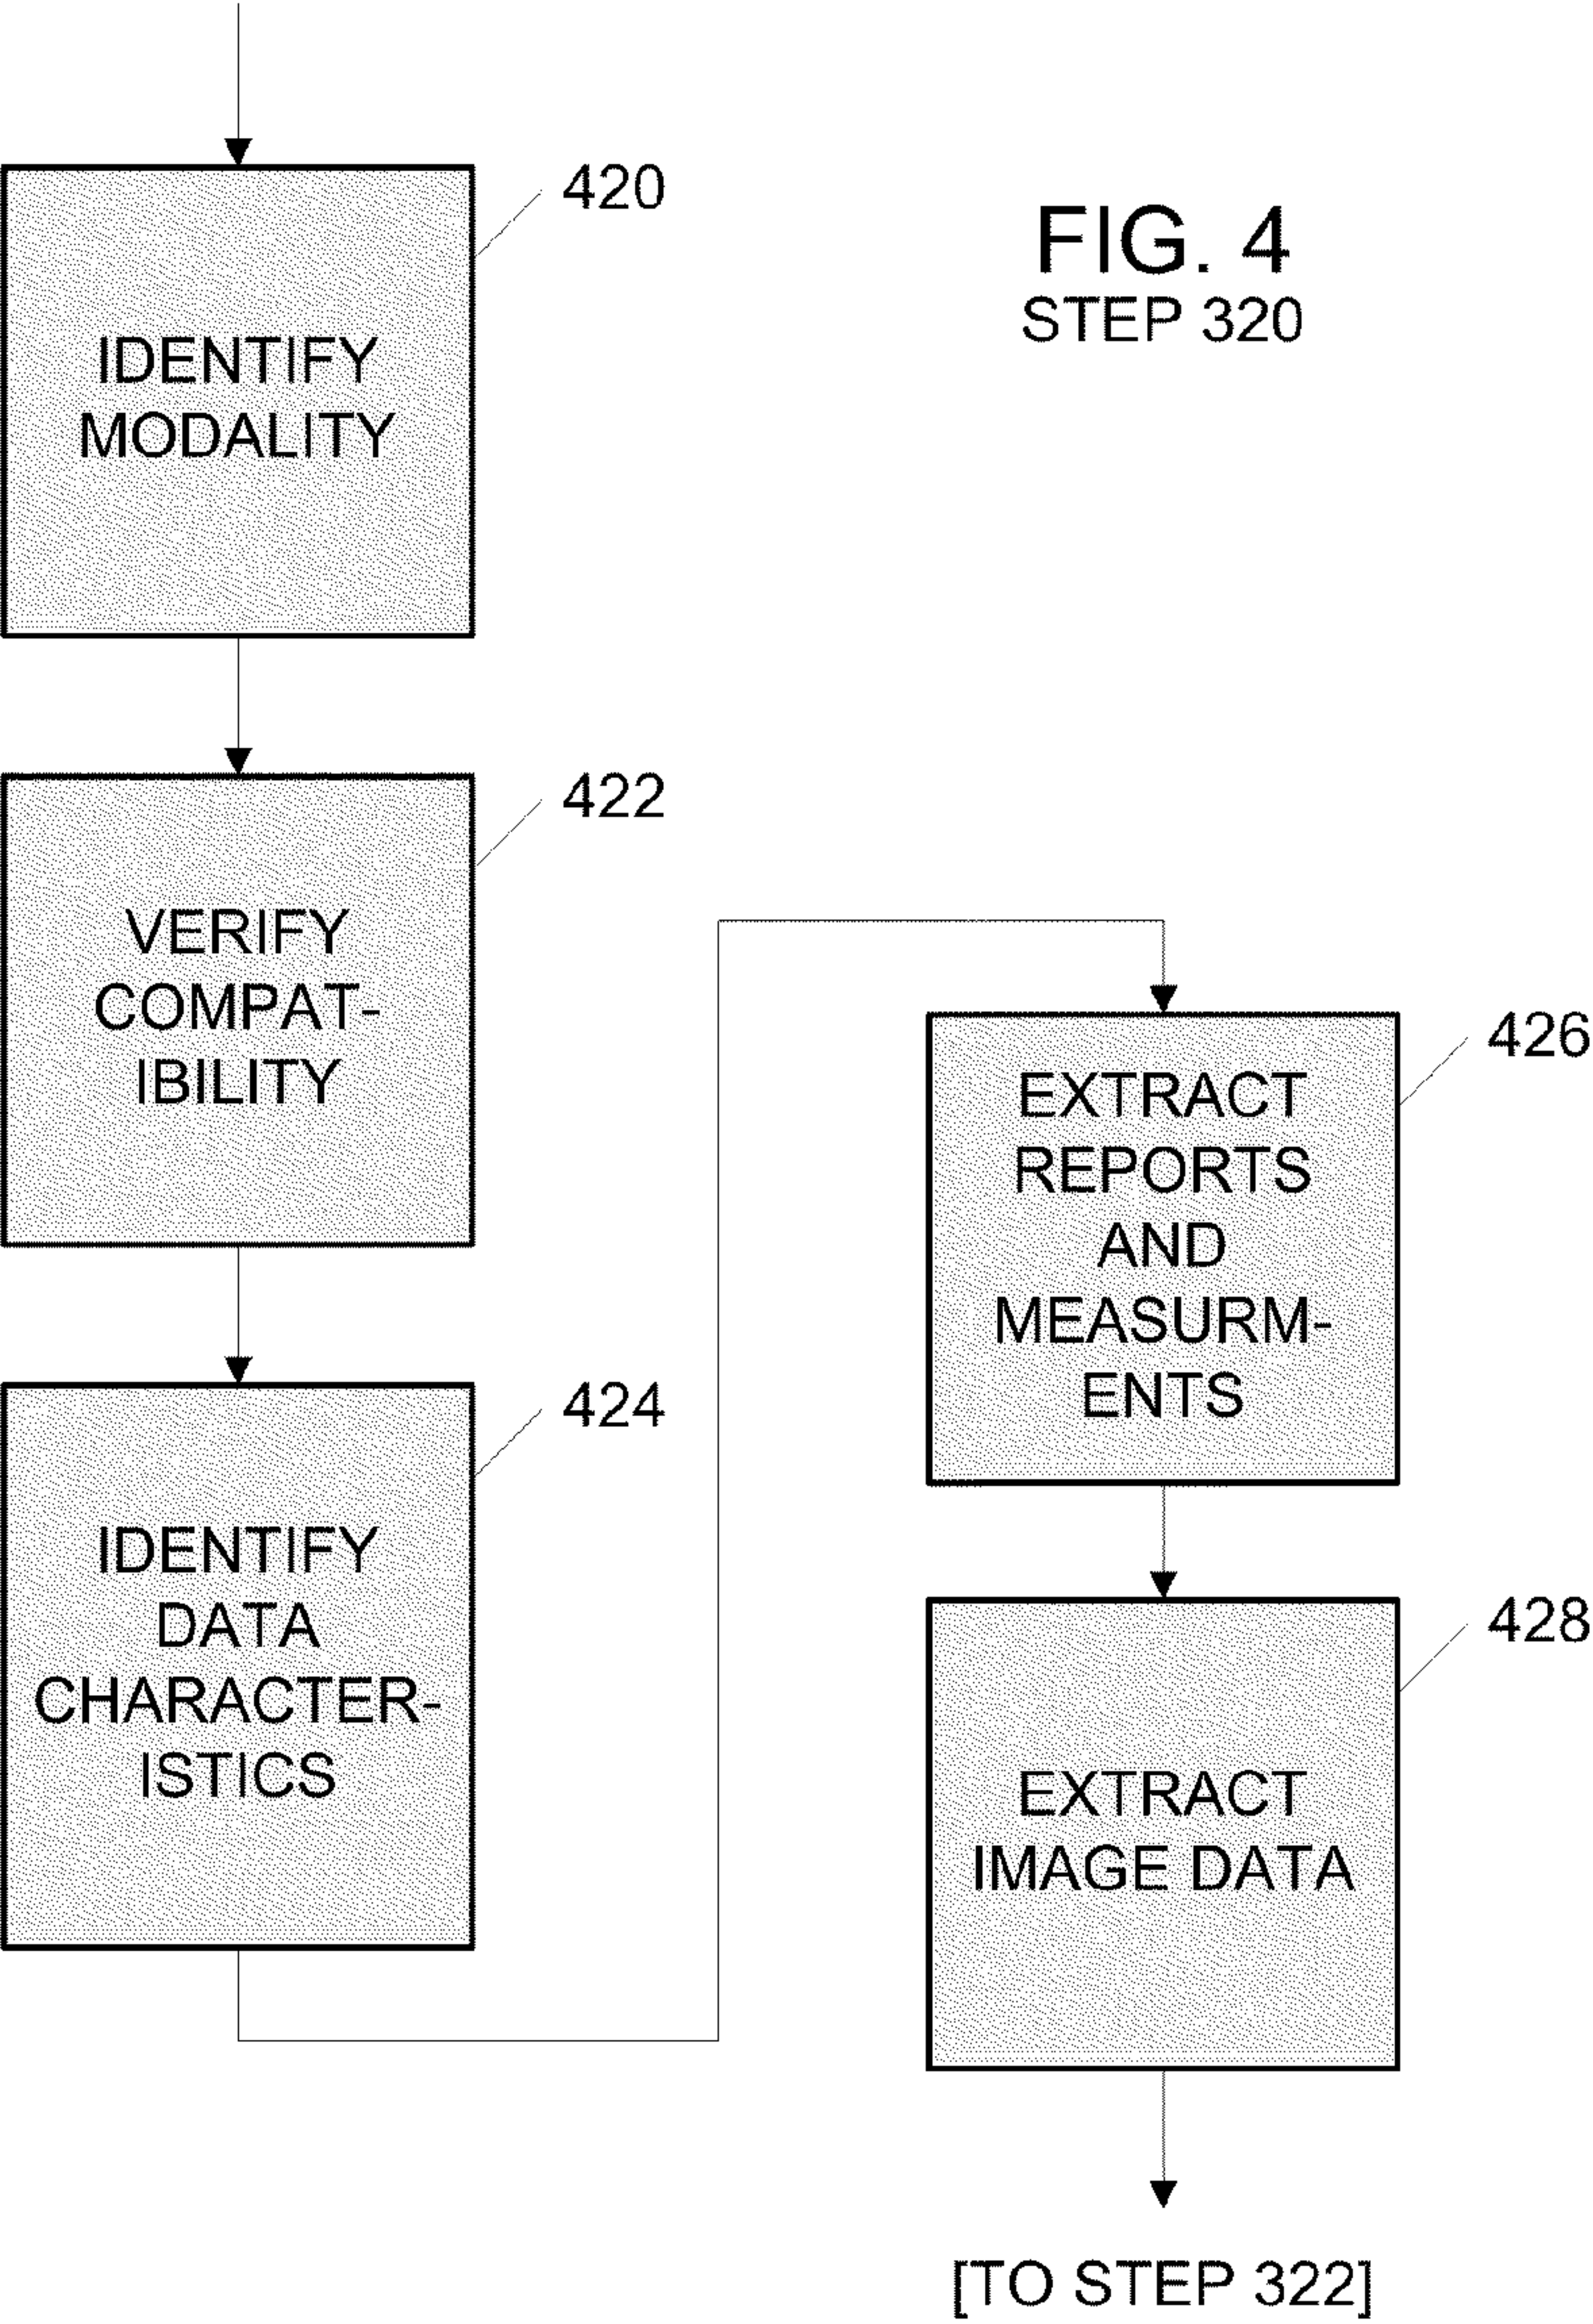 FIG. 4
STEP 320
420
IDENTIFY
MODALITY
422
VERIFY
COMPAT-
IBILITY
424
IDENTIFY
DATA
CHARACTER-
ISTICS
426
EXTRACT
REPORTS
AND
MEASURM-
ENTS
428
EXTRACT
IMAGE DATA
[TO STEP 322]